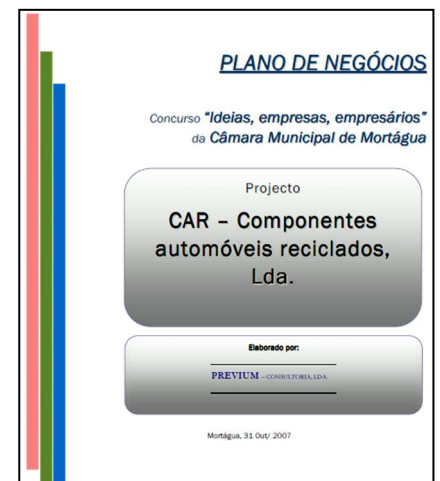 PLANO DE NEGÓCIOS
Concurso "Ideias, empresas, empresários"
da Câmara Municipal de Mortágua
Projecto
CAR – Componentes
automóveis reciclados,
Lda.
Elaborado por:
PREVIUM – CONSULTORIA, LDA
Mortágua, 31 Out/ 2007